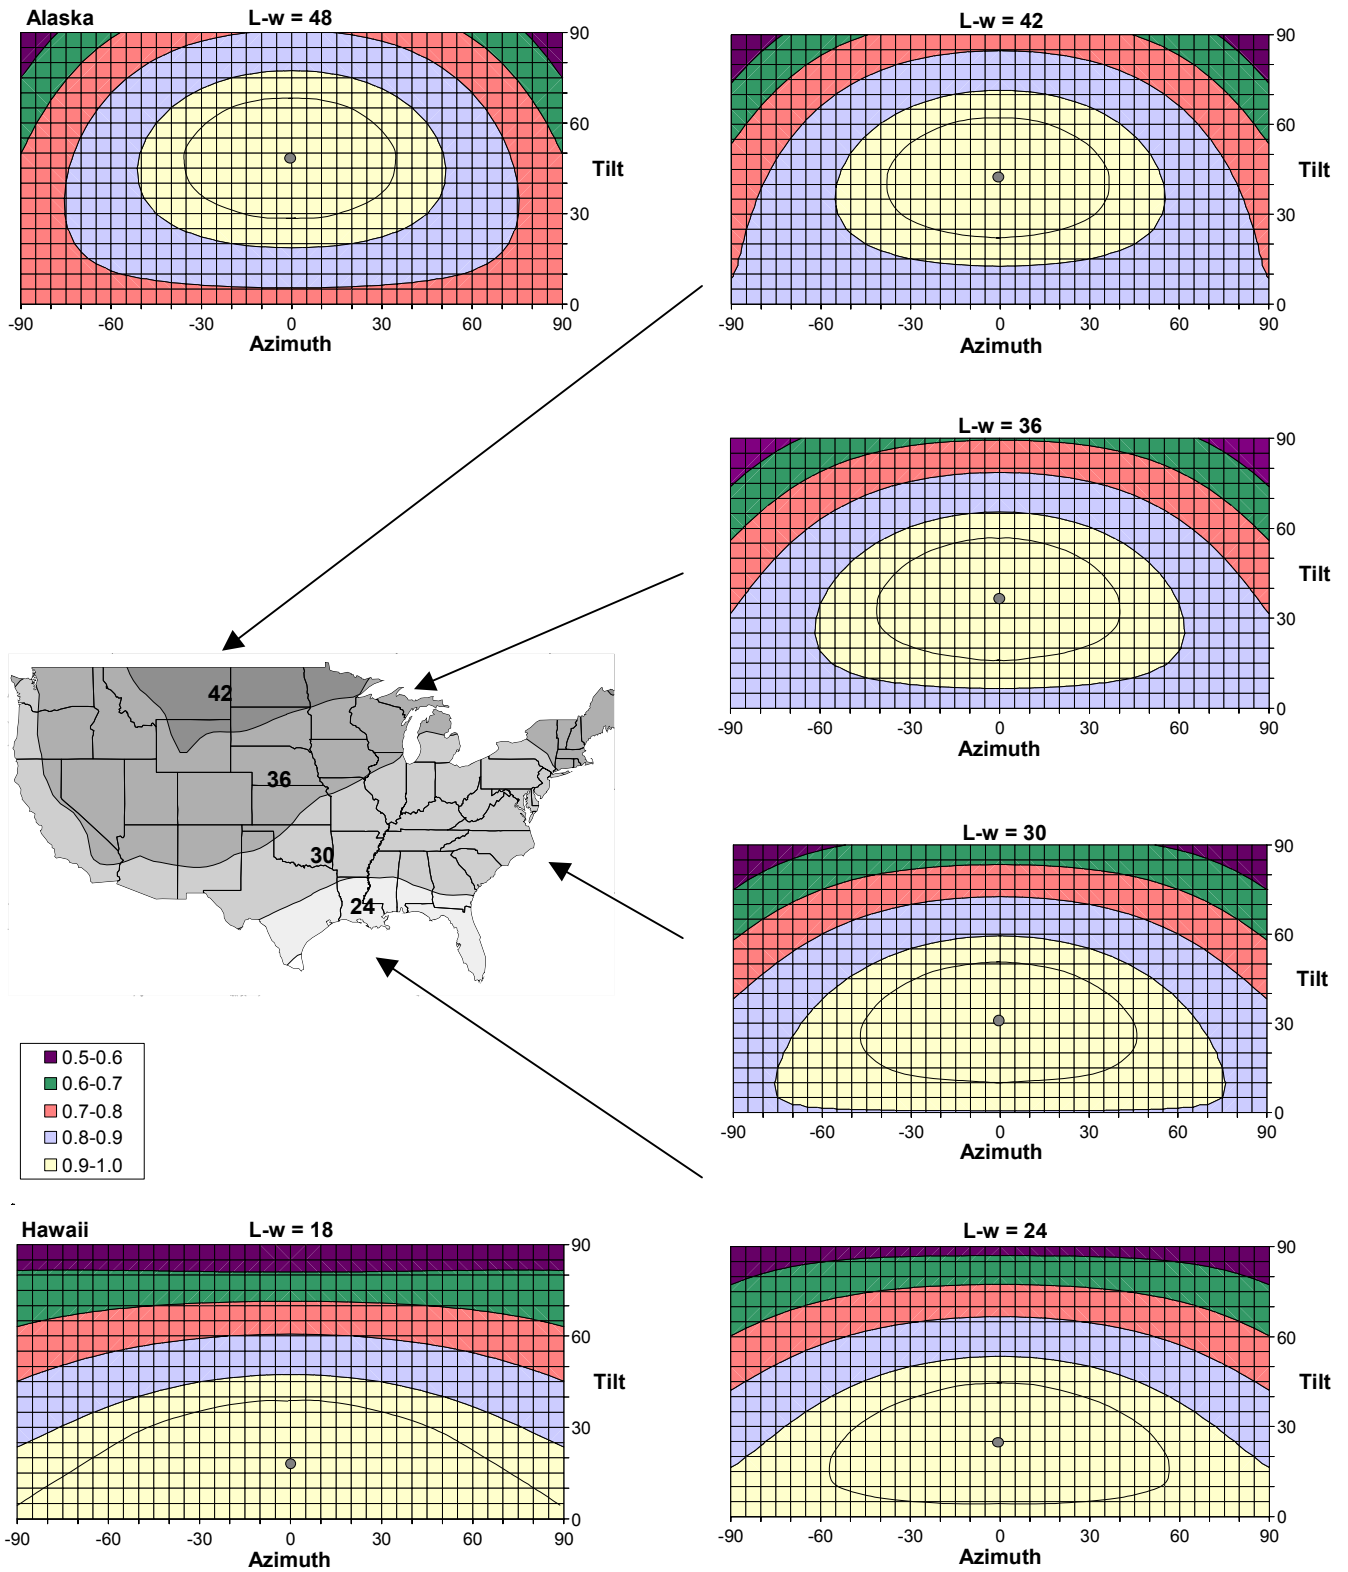 Alaska
L-w = 48
90
60
Tilt
30
0
-90 -60 -30 0 30 60 90
Azimuth
L-w = 42
90
60
Tilt
30
0
-90 -60 -30 0 30 60 90
Azimuth
L-w = 36
90
60
Tilt
30
0
-90 -60 -30 0 30 60 90
Azimuth
42
36
30
24
L-w = 30
90
60
Tilt
30
0
-90 -60 -30 0 30 60 90
Azimuth
0.5-0.6
0.6-0.7
0.7-0.8
0.8-0.9
0.9-1.0
Hawaii
L-w = 18
90
60
Tilt
30
0
-90 -60 -30 0 30 60 90
Azimuth
L-w = 24
90
60
Tilt
30
0
-90 -60 -30 0 30 60 90
Azimuth